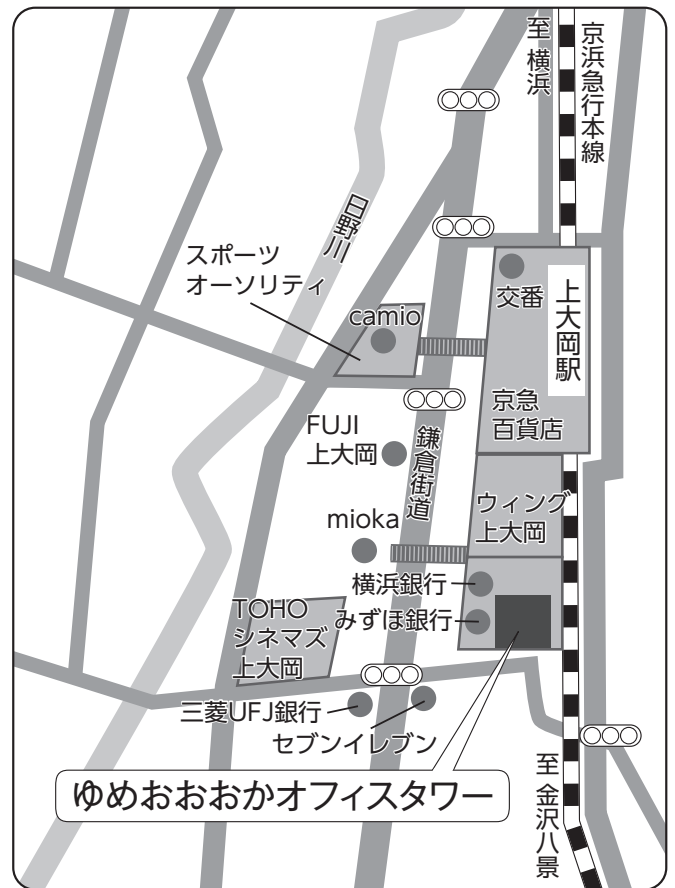 至 横浜
京浜急行本線
日野川
スポーツ
オーソリティ
camio
交番
上大岡駅
京急
百貨店
FUJI
上大岡
鎌倉街道
mioka
ウィング
上大岡
横浜銀行
みずほ銀行
TOHO
シネマズ
上大岡
三菱UFJ銀行
セブンイレブン
ゆめおおおかオフィスタワー
至 金沢八景